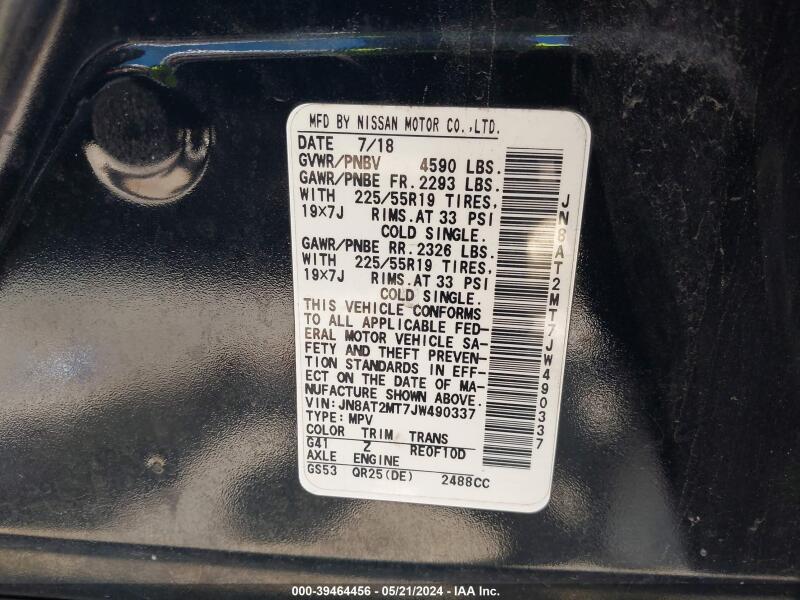 MFD BY NISSAN MOTOR CO.,LTD.
DATE 7/18
GVWR/PNBV 4590 LBS.
GAWR/PNBE FR. 2293 LBS.
WITH 225/55R19 TIRES,
19×7J RIMS. AT 33 PSI
COLD SINGLE.
GAWR/PNBE RR. 2326 LBS.
WITH 225/55R19 TIRES,
19×7J RIMS. AT 33 PSI
COLD SINGLE.
THIS VEHICLE CONFORMS
TO ALL APPLICABLE FED-
ERAL MOTOR VEHICLE SA-
FETY AND THEFT PREVEN-
TION STANDARDS IN EFF-
ECT ON THE DATE OF MA-
NUFACTURE SHOWN ABOVE.
VIN:JN8AT2MT7JW490337
TYPE: MPV
COLOR TRIM TRANS
G41 Z RE0F10D
AXLE ENGINE
GS53 QR25(DE) 2488CC
JN8AT2MT7JW490337
000-39464456 - 05/21/2024 - IAA Inc.